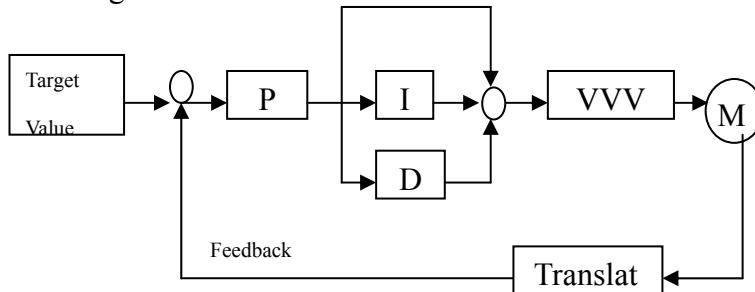 Target
Value
P
I
D
VVV
M
Feedback
Translat